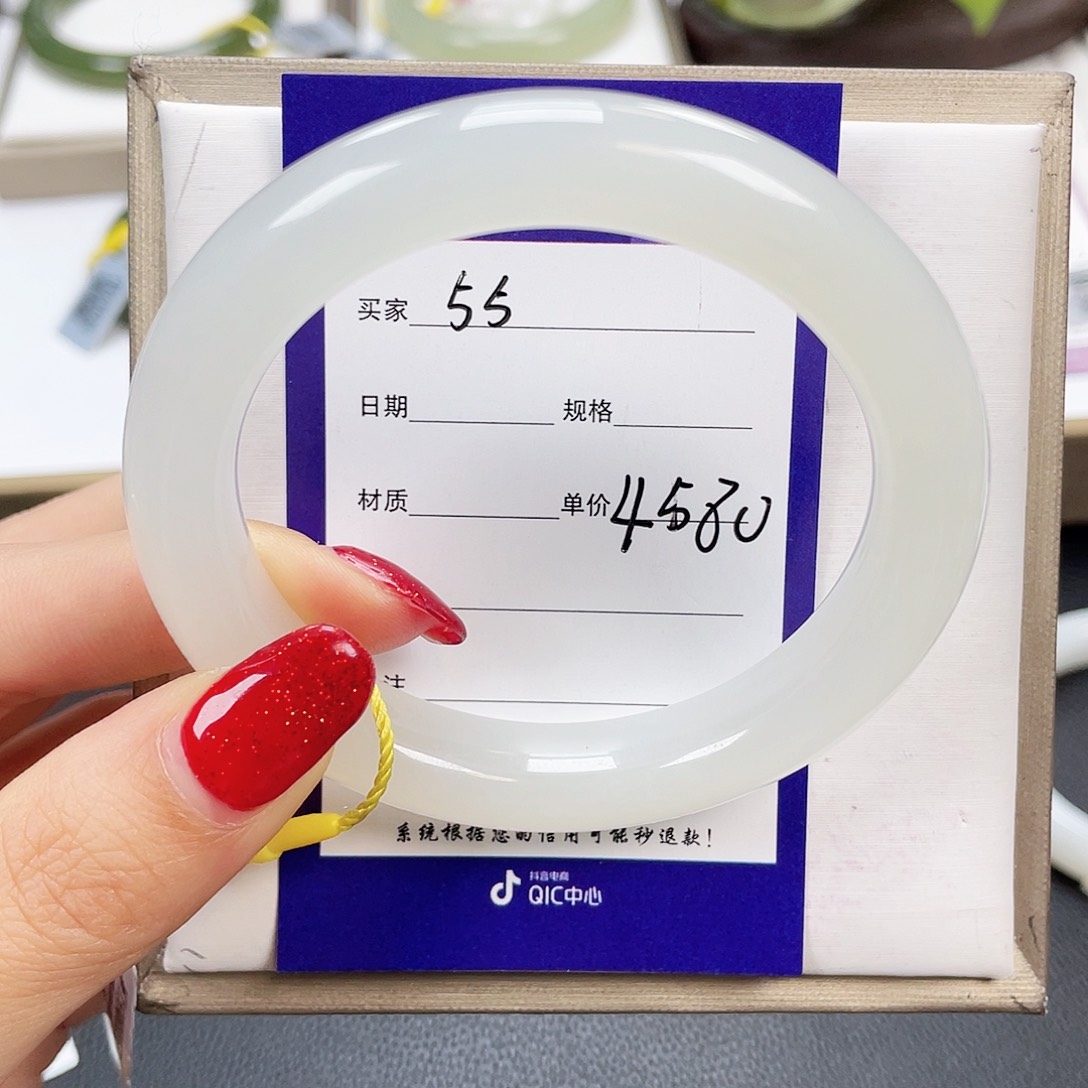 买家 55
日期 规格
材质 单价 4580
注
系统根据您的信用可能秒退款!
抖音电商
QIC中心